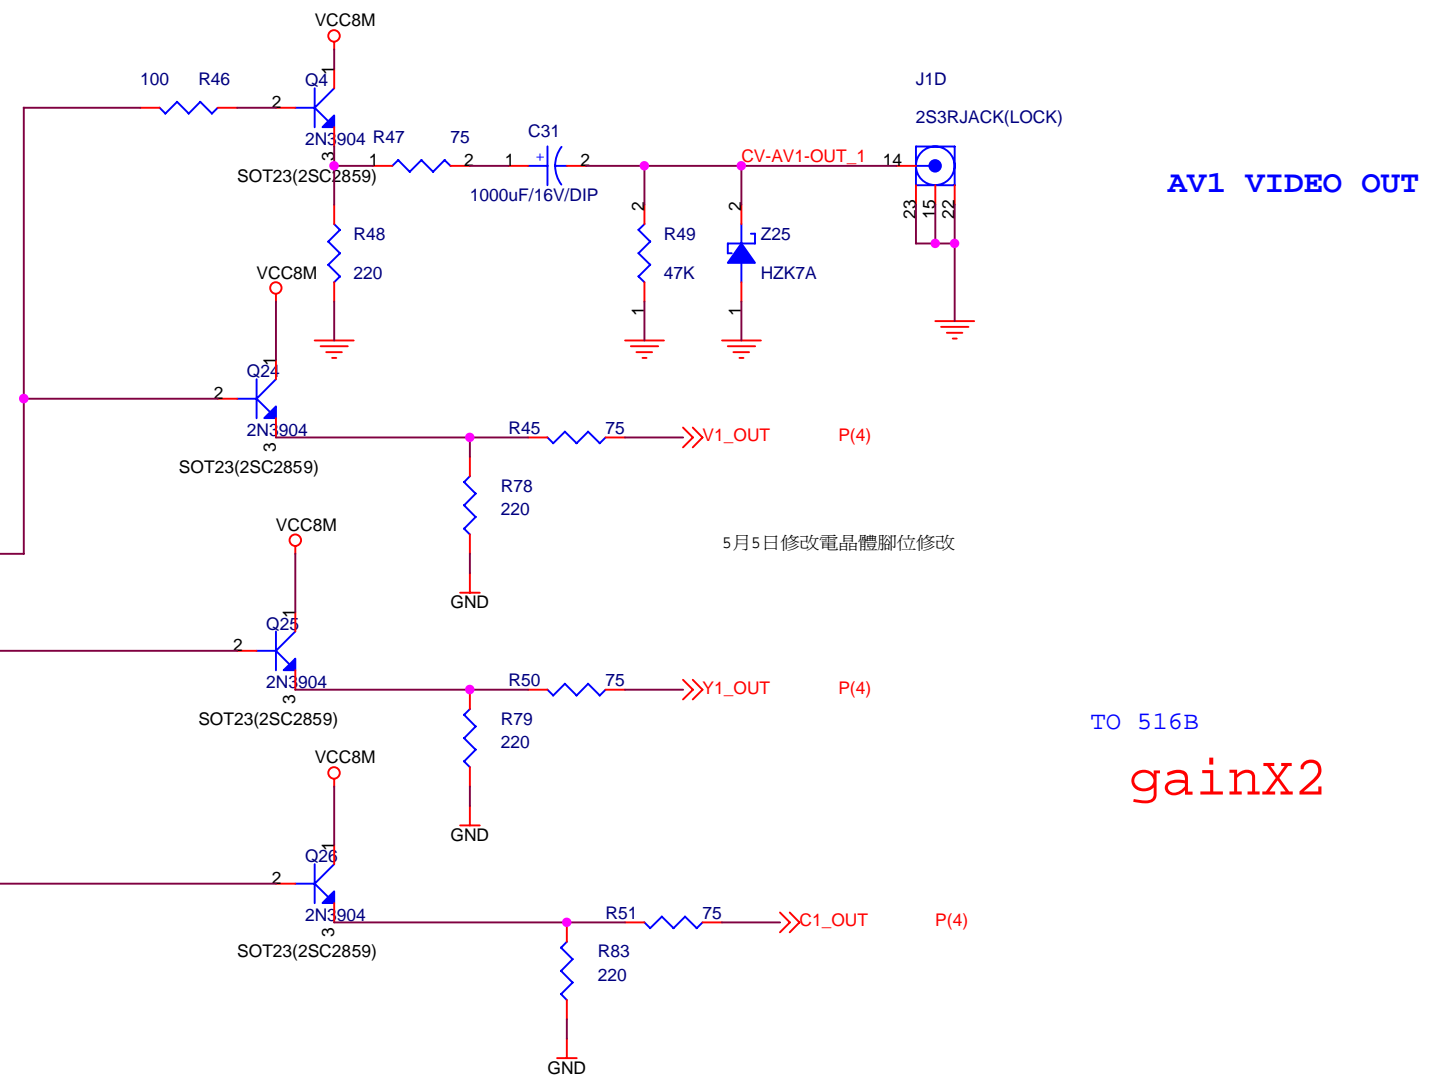 VCC8M
100 R46
Q4
1
2
2N3904
3
SOT23(2SC2859)
R47 75
1 2
C31
1 + 2
1000uF/16V/DIP
CV-AV1-OUT_1
14
J1D
2S3RJACK(LOCK)
23 15 22
AV1 VIDEO OUT
R48
220
2
R49
47K
1
2
Z25
HZK7A
1
VCC8M
1
Q24
2
2N3904
3
SOT23(2SC2859)
R45 75
V1_OUT P(4)
R78
220
GND
5月5日修改電晶體腳位修改
VCC8M
1
Q25
2
2N3904
3
SOT23(2SC2859)
R50 75
Y1_OUT P(4)
R79
220
GND
TO 516B
gainX2
VCC8M
1
Q26
2
2N3904
3
SOT23(2SC2859)
R51 75
C1_OUT P(4)
R83
220
GND